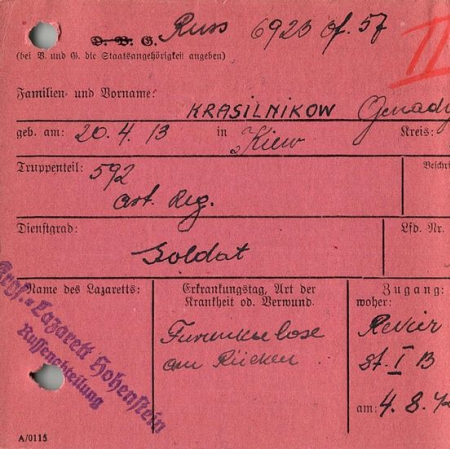 D. B. G. Russ 6923 Of. 57
II
(bei B. und G. die Staatsangehörigkeit angeben)
Familien- und Vorname:
KRASILNIKOW Genady
geb. am: 20. 4. 13 in Kiew Kreis:
Truppenteil: 592
art. Reg.
Beschri
Dienstgrad:
Soldat
Lfd. Nr.
Name des Lazaretts:
Lazarett Hohenstein
Russenabteilung
Erkrankungstag, Art der
Krankheit od. Verwund.
Furunkulose
am Rücken
Zugang:
woher:
Revier
I B
am: 4. 8. 4
A/0115